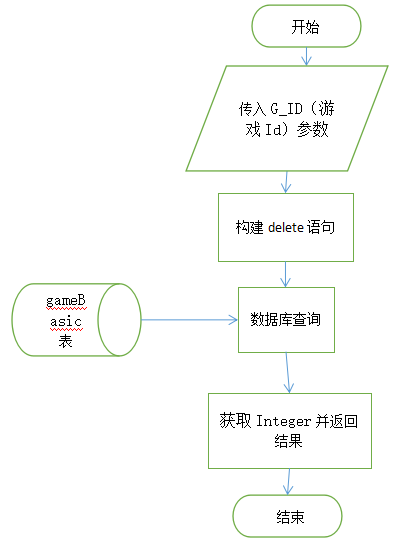 开始
传入 G_ID（游
戏 Id）参数
构建 delete 语句
gameB
asic
表
数据库查询
获取 Integer 并返回
结果
结束